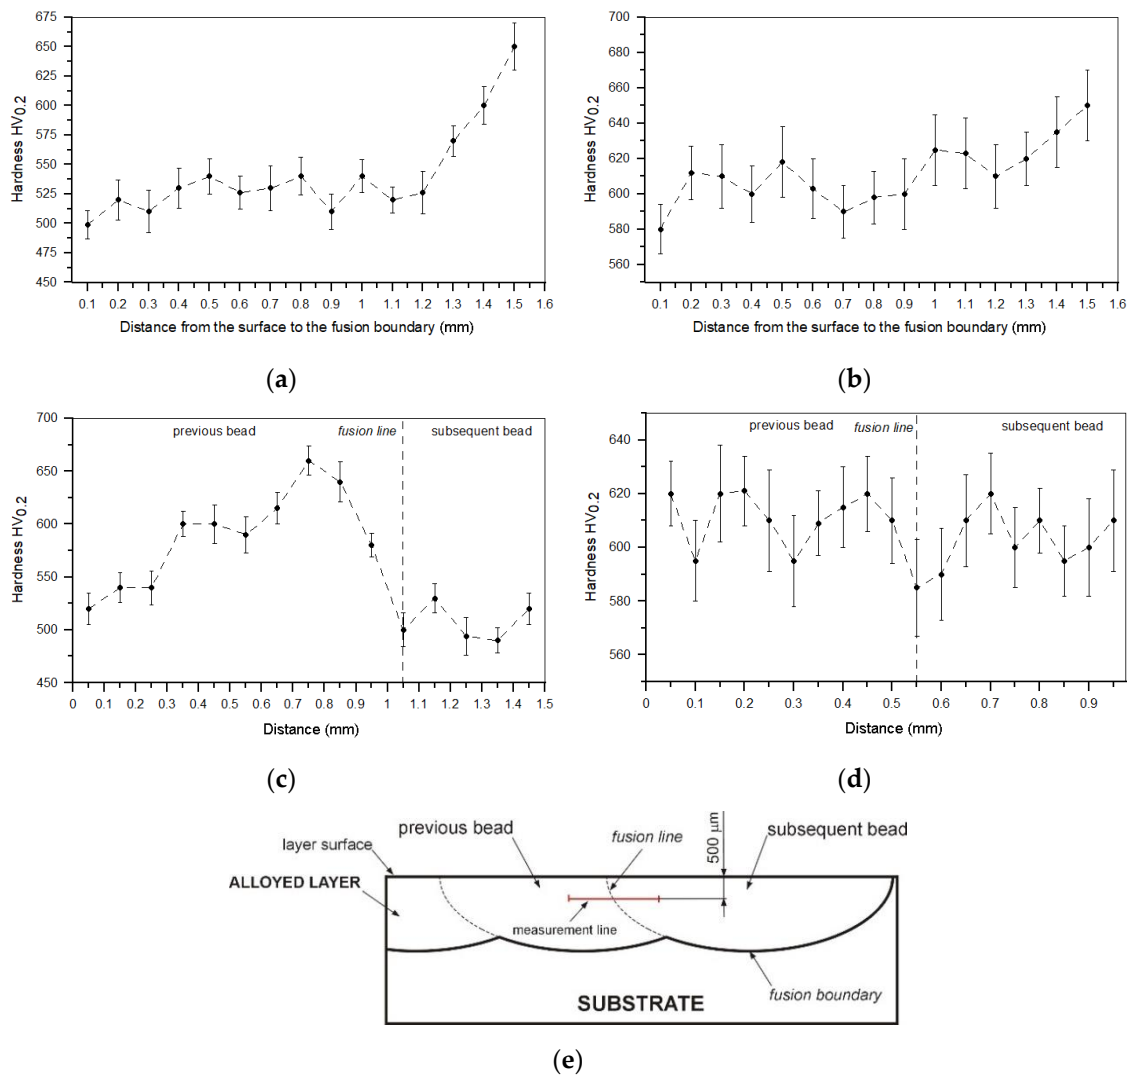 675
650
625
600
575
550
525
500
475
450
Hardness HV0.2
0.1 0.2 0.3 0.4 0.5 0.6 0.7 0.8 0.9 1 1.1 1.2 1.3 1.4 1.5 1.6
Distance from the surface to the fusion boundary (mm)
(a)
700
680
660
640
620
600
580
560
Hardness HV0.2
0.1 0.2 0.3 0.4 0.5 0.6 0.7 0.8 0.9 1 1.1 1.2 1.3 1.4 1.5 1.6
Distance from the surface to the fusion boundary (mm)
(b)
700
650
600
550
500
450
Hardness HV0.2
previous bead
fusion line
subsequent bead
0 0.1 0.2 0.3 0.4 0.5 0.6 0.7 0.8 0.9 1 1.1 1.2 1.3 1.4 1.5
Distance (mm)
(c)
640
620
600
580
560
Hardness HV0.2
previous bead
fusion line
subsequent bead
0 0.1 0.2 0.3 0.4 0.5 0.6 0.7 0.8 0.9
Distance (mm)
(d)
previous bead
fusion line
500 µm
subsequent bead
layer surface
ALLOYED LAYER
measurement line
SUBSTRATE
fusion boundary
(e)